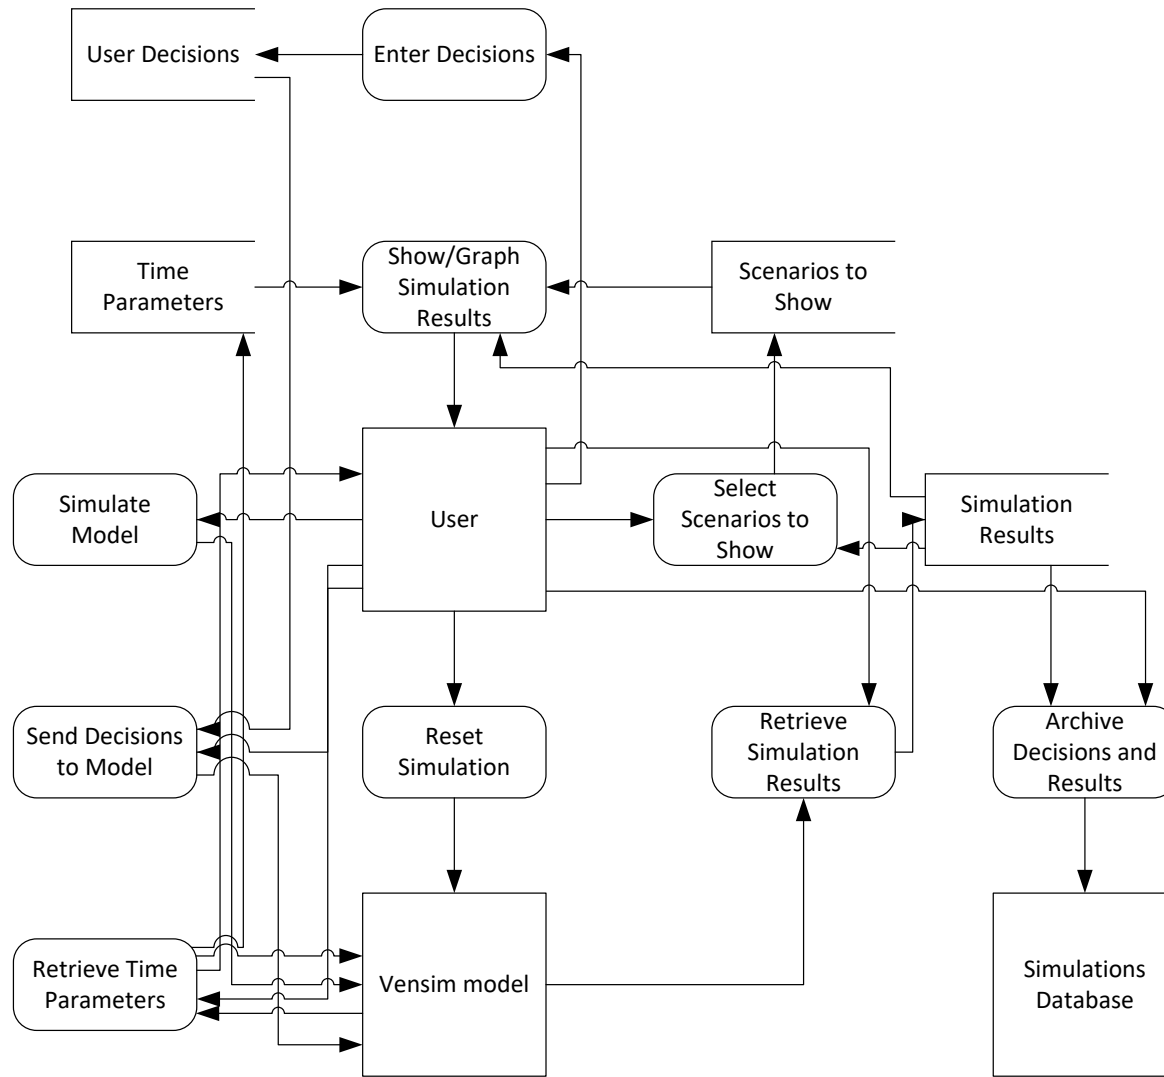 User Decisions
Enter Decisions
Time
Parameters
Show/Graph
Simulation
Results
Scenarios to
Show
Simulate
Model
User
Select
Scenarios to
Show
Simulation
Results
Send Decisions
to Model
Reset
Simulation
Retrieve
Simulation
Results
Archive
Decisions and
Results
Retrieve Time
Parameters
Vensim model
Simulations
Database